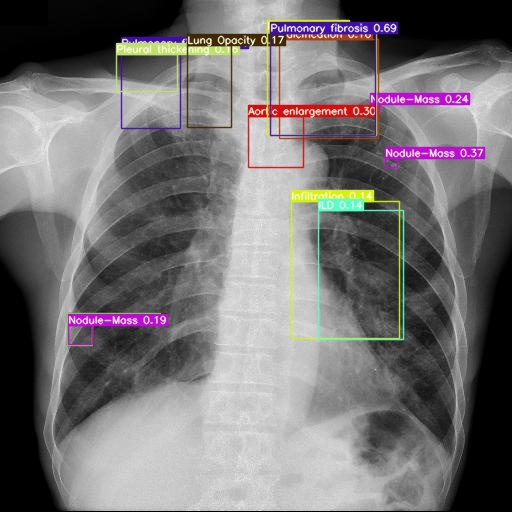 Pulmonary fibrosis 0.69
Lung Opacity 0.17
Pleural thickening 0.16
Nodule-Mass 0.24
Aortic enlargement 0.30
Nodule-Mass 0.37
Infiltration 0.14
ILD 0.14
Nodule-Mass 0.19